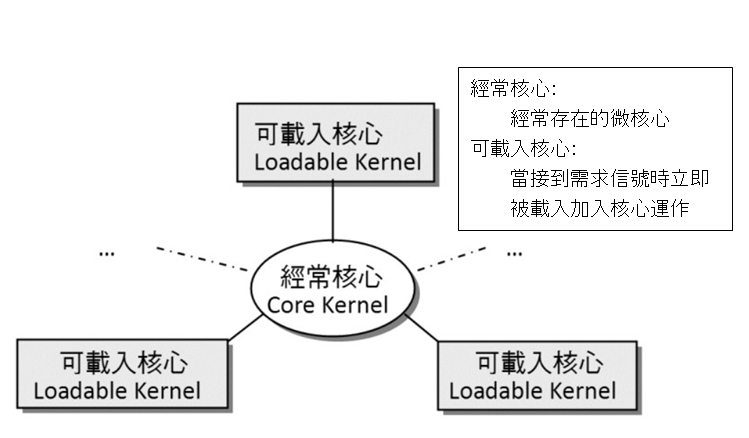 經常核心:
經常存在的微核心
可載入核心:
當接到需求信號時立即
被載入加入核心運作
可載入核心
Loadable Kernel
...
...
經常核心
Core Kernel
可載入核心
Loadable Kernel
可載入核心
Loadable Kernel